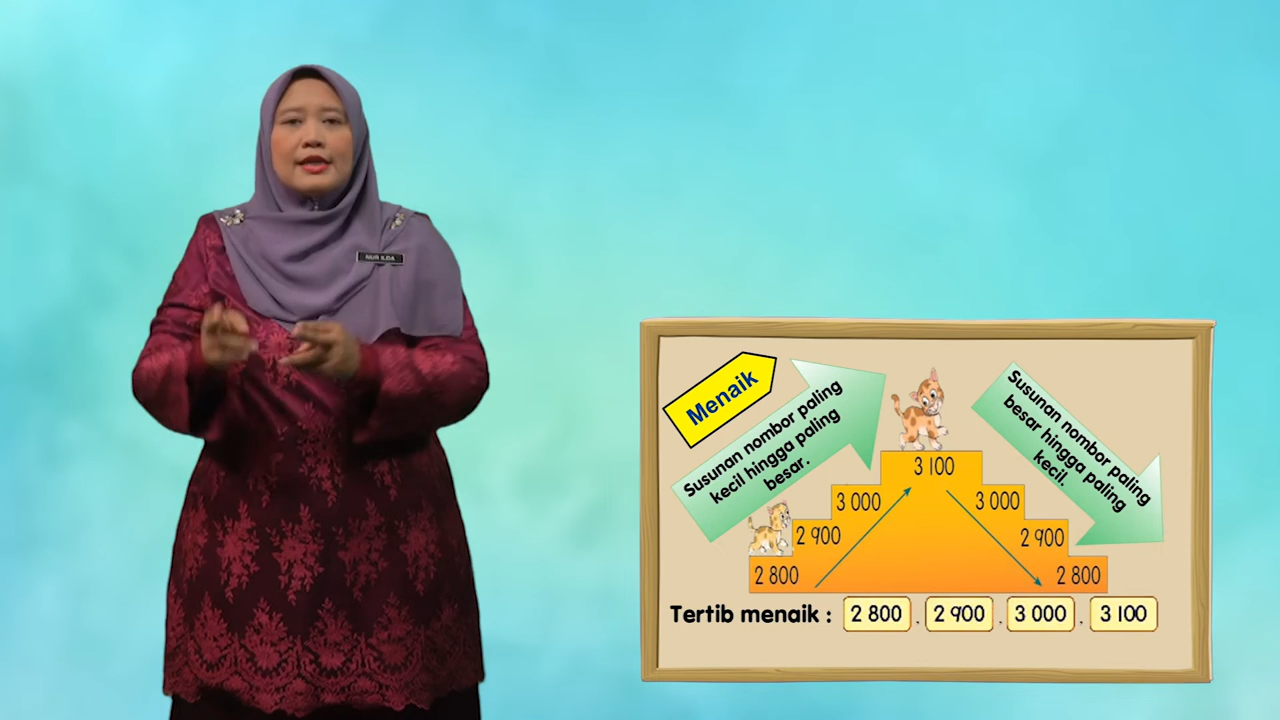 NUR ILDA
Menaik
Susunan nombor paling
kecil hingga paling
besar.
Susunan nombor paling
besar hingga paling
kecil.
3 100
3 000
3 000
2 900
2 900
2 800
2 800
Tertib menaik : 2 800 . 2 900 . 3 000 . 3 100